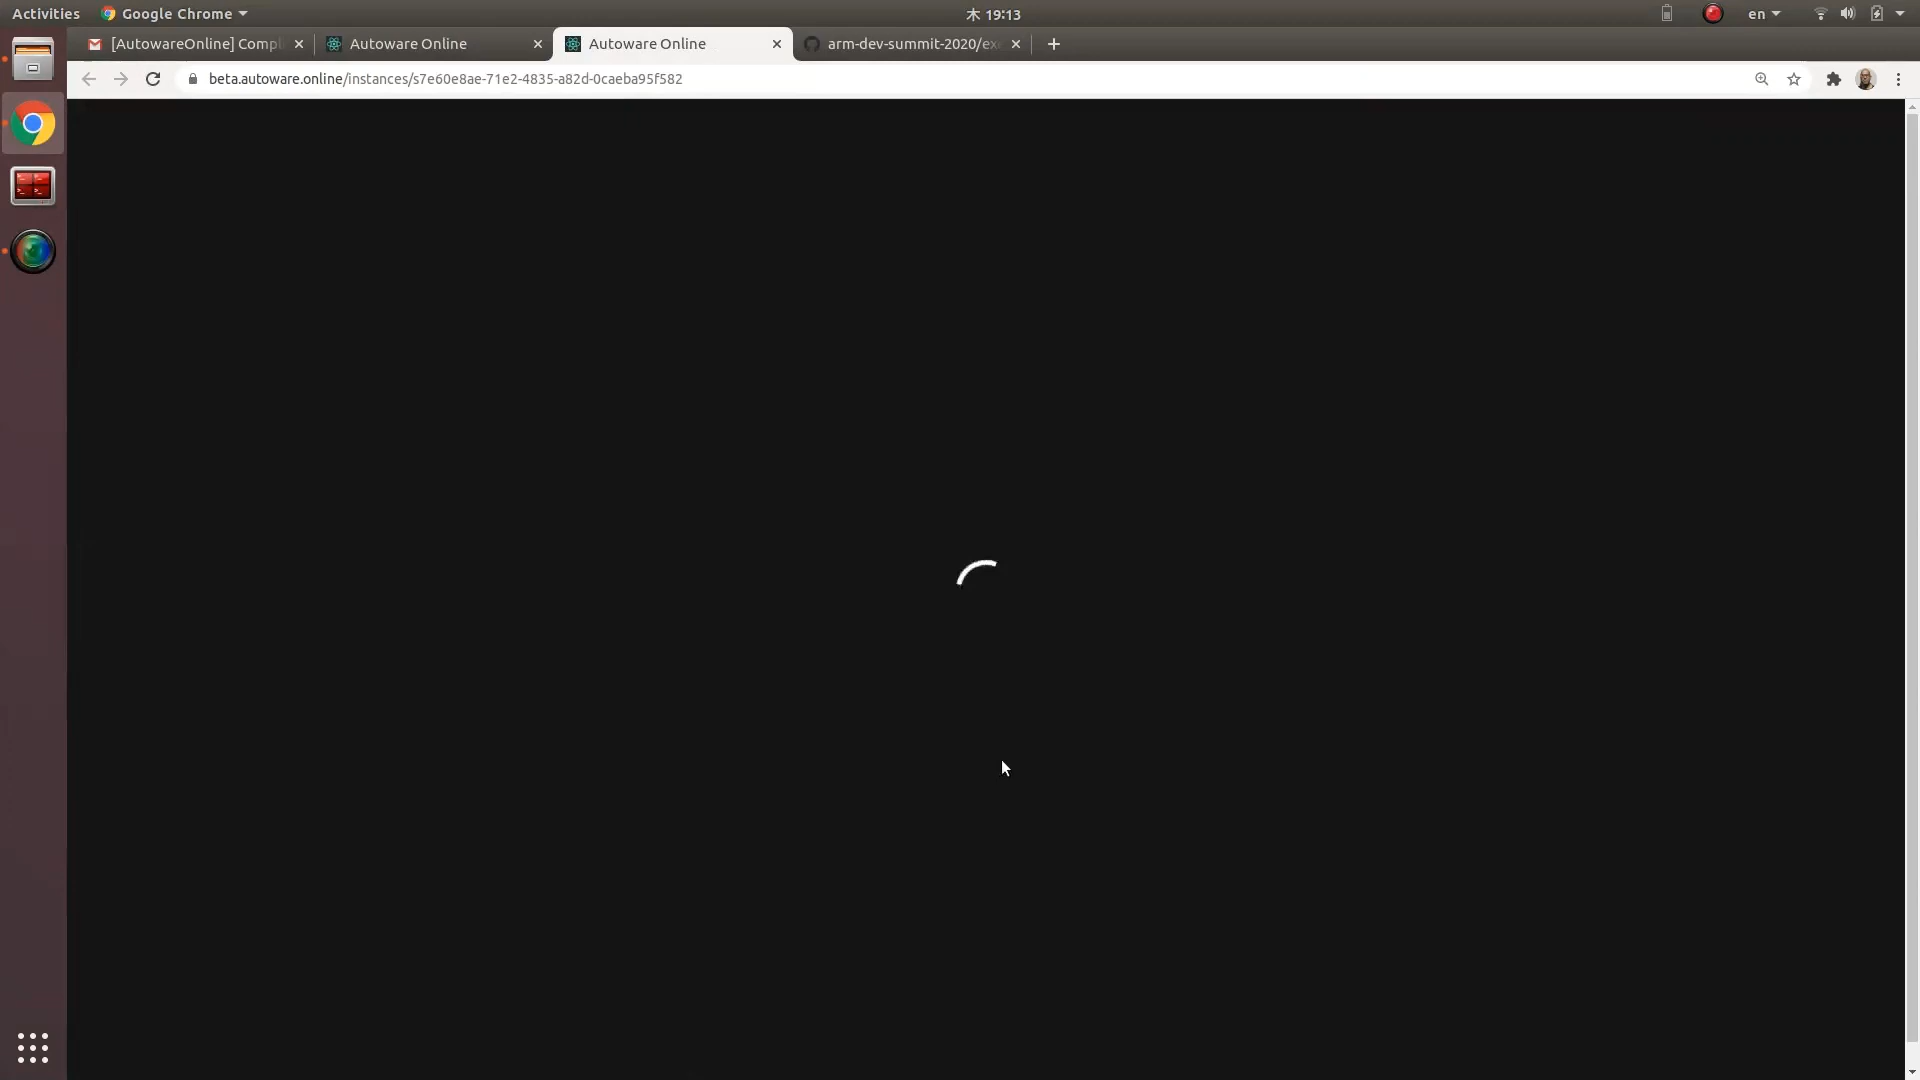 Activities
Google Chrome
木 19:13
en
[AutowareOnline] Compl
Autoware Online
Autoware Online
arm-dev-summit-2020/ex
beta.autoware.online/instances/s7e60e8ae-71e2-4835-a82d-0caeba95f582